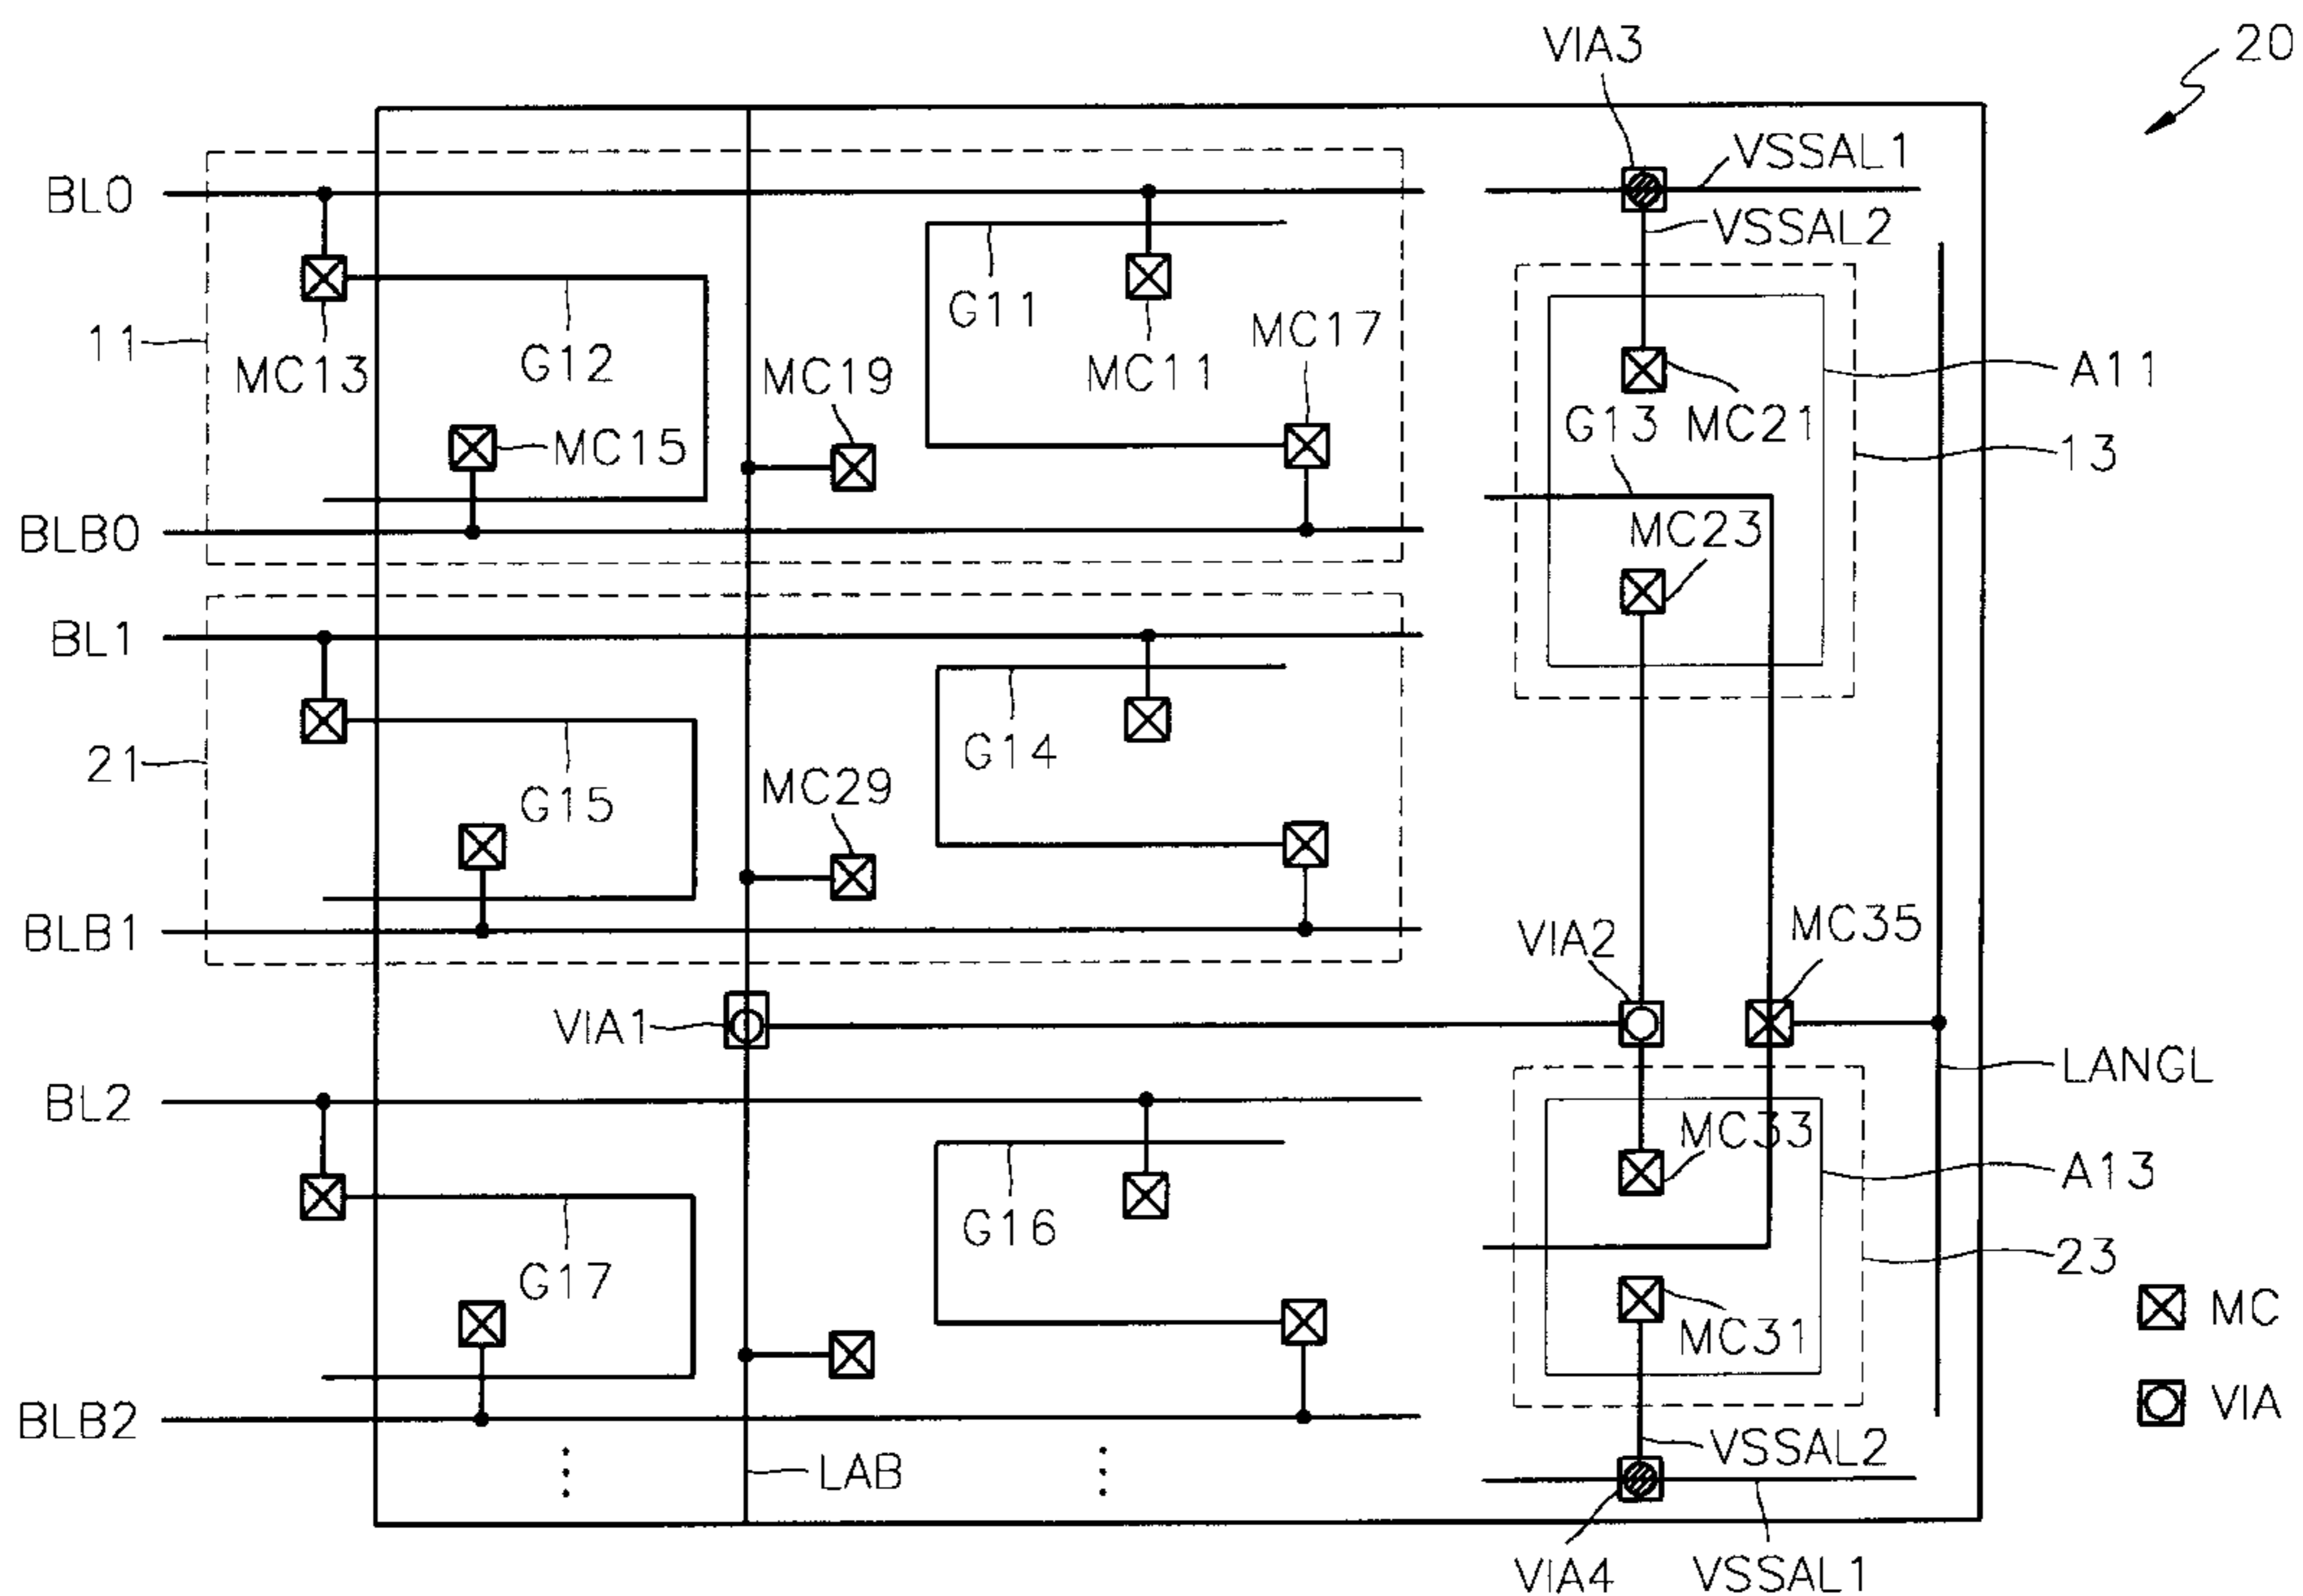 20
VIA3
VSSAL1
BL0
VSSAL2
G11
MC17
11
MC13
G12
MC19
MC11
A11
G13 MC21
MC15
13
BLB0
MC23
BL1
21
G14
MC29
G15
BLB1
VIA2
MC35
VIA1
LANGL
BL2
MC33
A13
G16
23
G17
MC
MC31
VIA
BLB2
VSSAL2
LAB
VIA4
VSSAL1